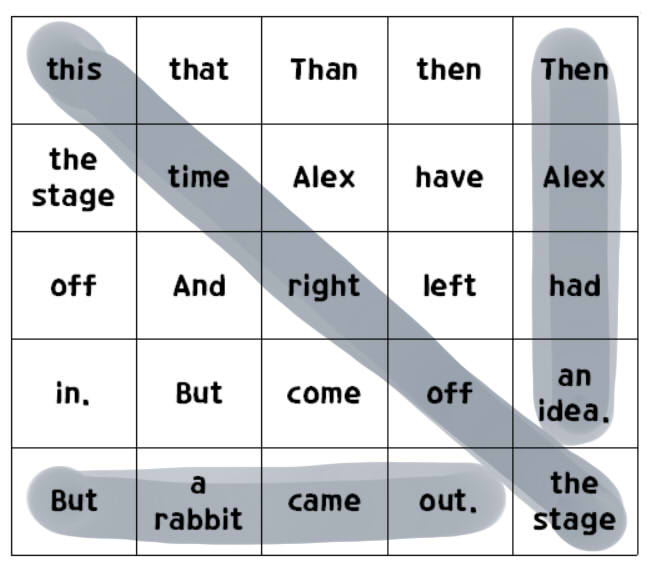 this that Than then Then
the stage time Alex have Alex
off And right left had
in. But come off an idea.
But a rabbit came out. the stage